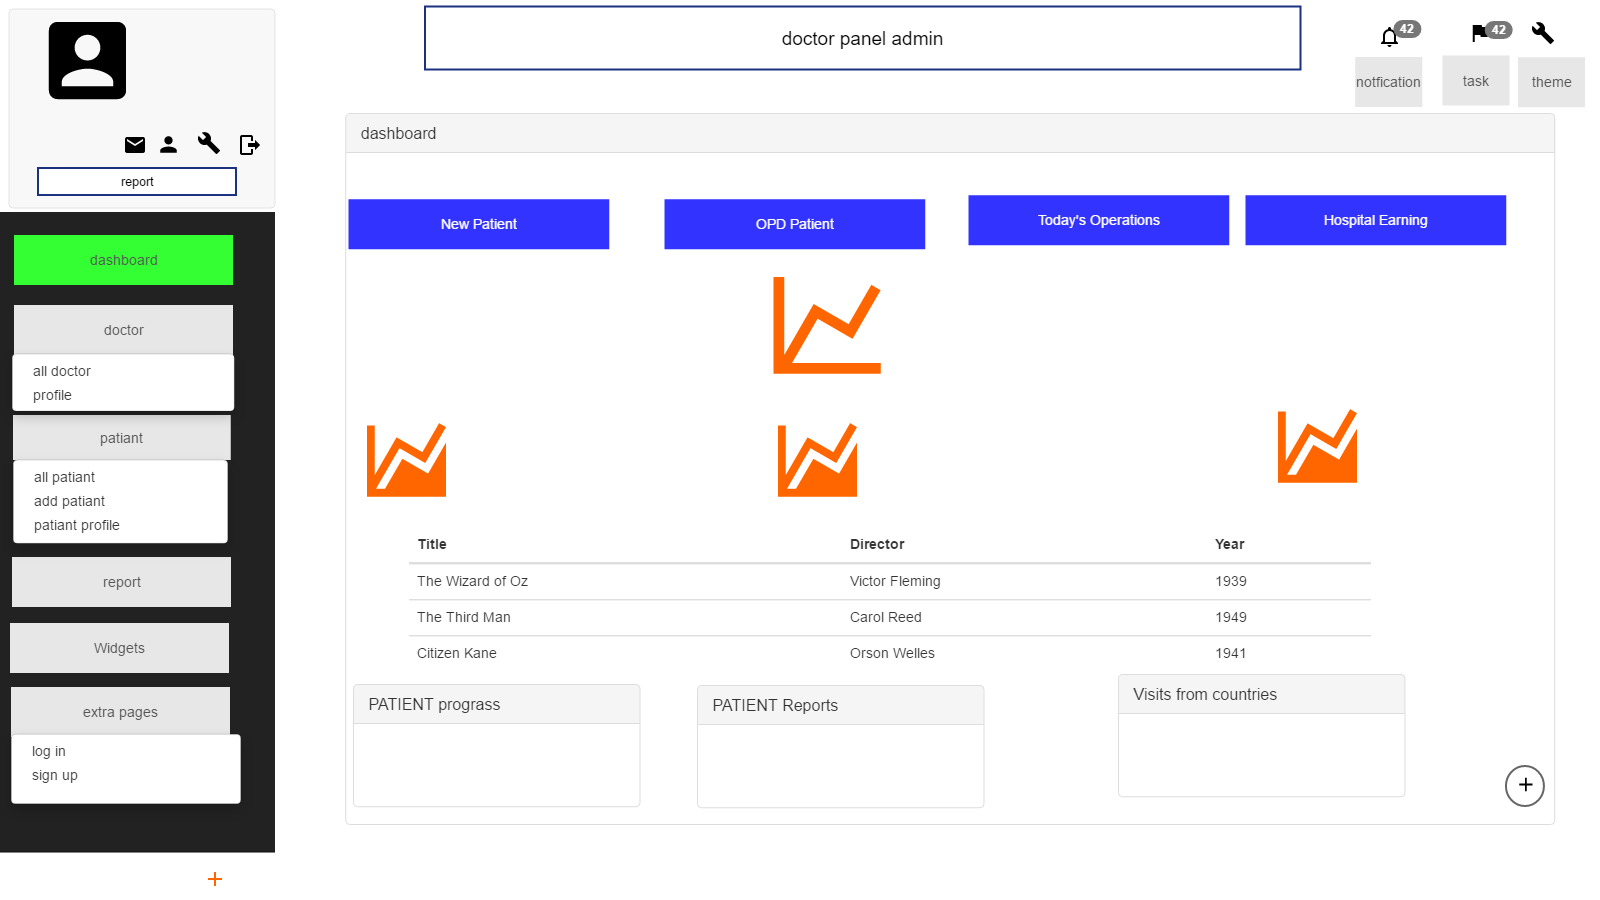 doctor panel admin
42
42
notfication
task
theme
report
dashboard
doctor
all doctor
profile
patiant
all patiant
add patiant
patiant profile
report
Widgets
extra pages
log in
sign up
dashboard
New Patient
OPD Patient
Today's Operations
Hospital Earning
Title Director Year
The Wizard of Oz Victor Fleming 1939
The Third Man Carol Reed 1949
Citizen Kane Orson Welles 1941
PATIENT prograss
PATIENT Reports
Visits from countries